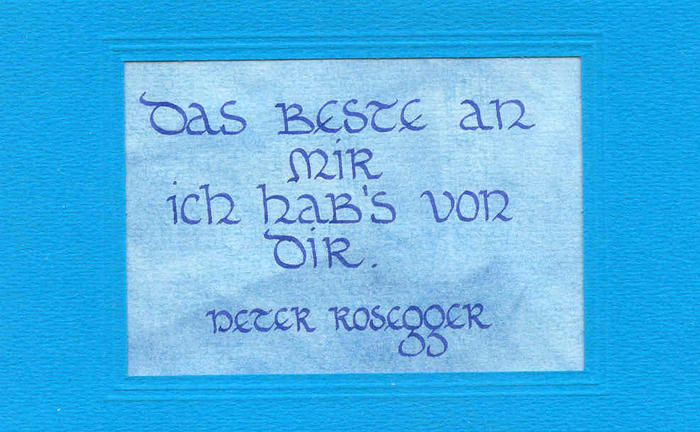 Das Beste an
mir
ich hab's von
dir.
Peter Rosegger